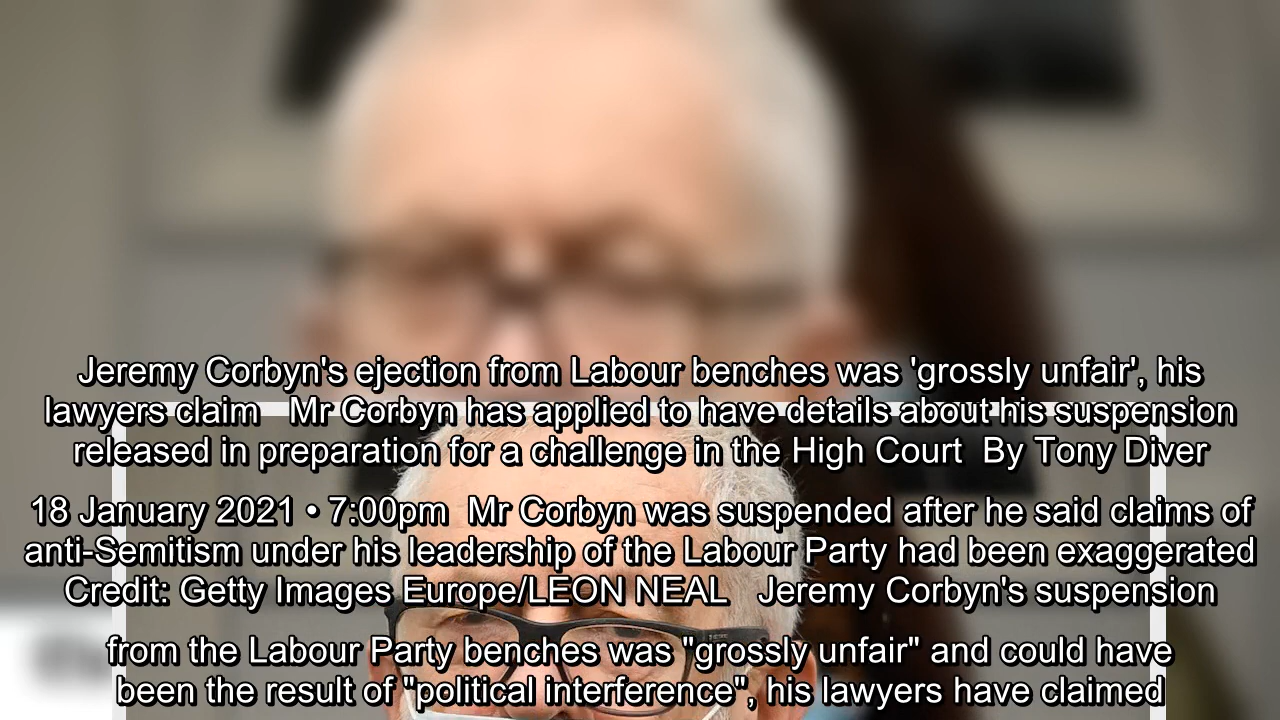 Jeremy Corbyn's ejection from Labour benches was 'grossly unfair', his
lawyers claim   Mr Corbyn has applied to have details about his suspension
released in preparation for a challenge in the High Court  By Tony Diver
18 January 2021 • 7:00pm  Mr Corbyn was suspended after he said claims of
anti-Semitism under his leadership of the Labour Party had been exaggerated
Credit: Getty Images Europe/LEON NEAL   Jeremy Corbyn's suspension
from the Labour Party benches was "grossly unfair" and could have
been the result of "political interference", his lawyers have claimed